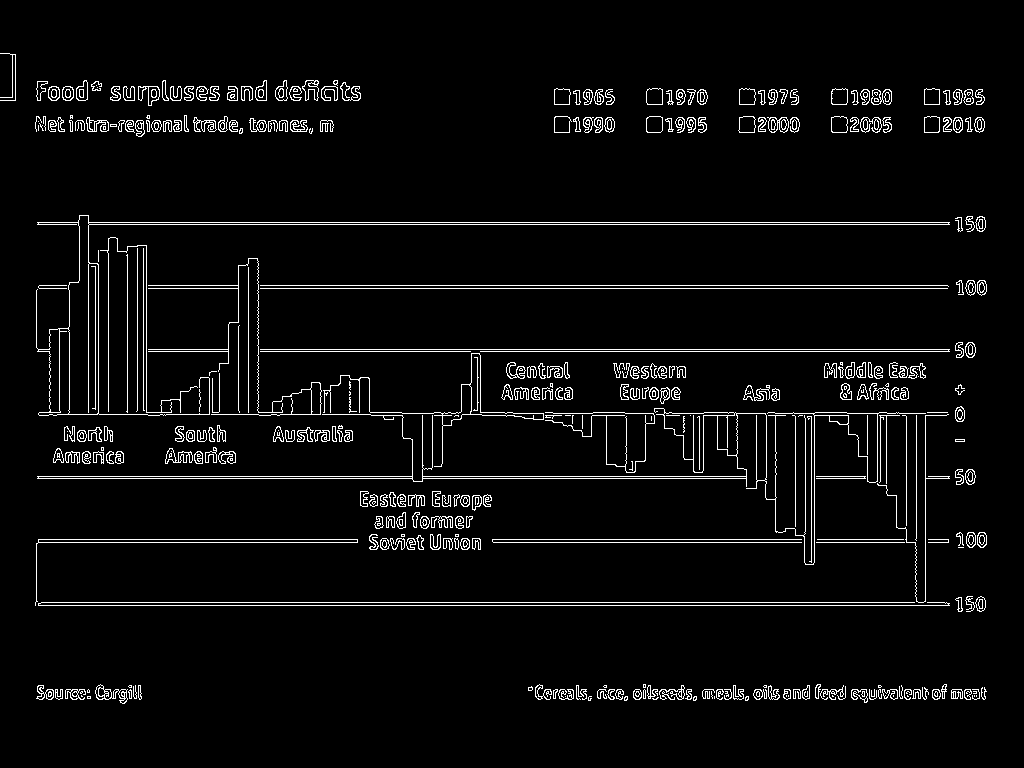 Food* surpluses and deficits
Net intra-regional trade, tonnes, m
1965 1970 1975 1980 1985
1990 1995 2000 2005 2010
150
100
50
+
0
–
50
100
150
North
America
South
America
Australia
Eastern Europe
and former
Soviet Union
Central
America
Western
Europe
Asia
Middle East
& Africa
Source: Cargill
*Cereals, rice, oilseeds, meals, oils and feed equivalent of meat